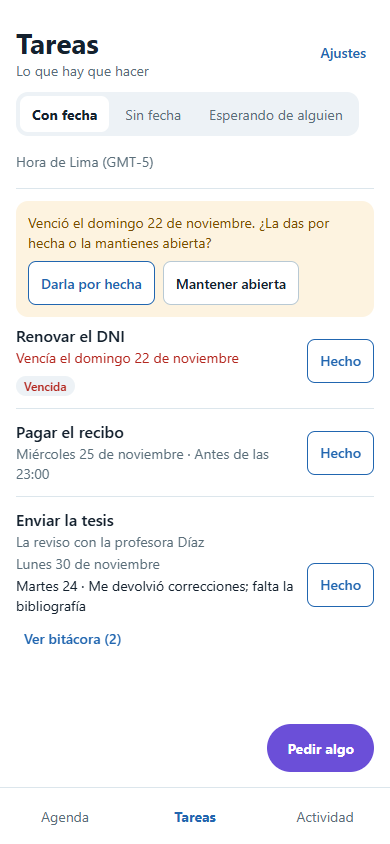 Tareas
Ajustes
Lo que hay que hacer
Con fecha
Sin fecha
Esperando de alguien
Hora de Lima (GMT-5)
Venció el domingo 22 de noviembre. ¿La das por
hecha o la mantienes abierta?
Darla por hecha
Mantener abierta
Renovar el DNI
Vencía el domingo 22 de noviembre
Vencida
Hecho
Pagar el recibo
Miércoles 25 de noviembre · Antes de las
23:00
Hecho
Enviar la tesis
La reviso con la profesora Díaz
Lunes 30 de noviembre
Martes 24 · Me devolvió correcciones; falta la
bibliografía
Hecho
Ver bitácora (2)
Pedir algo
Agenda
Tareas
Actividad